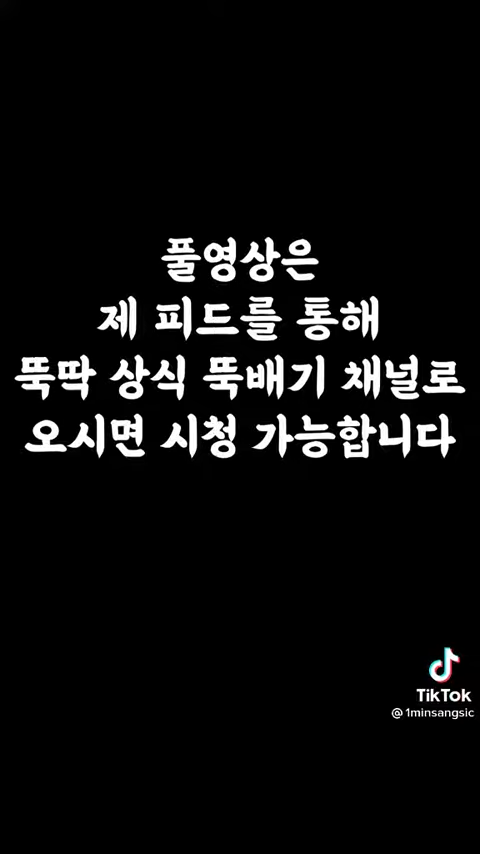 풀영상은
제 피드를 통해
뚝딱 상식 뚝배기 채널로
오시면 시청 가능합니다
TikTok
@ 1minsangsic